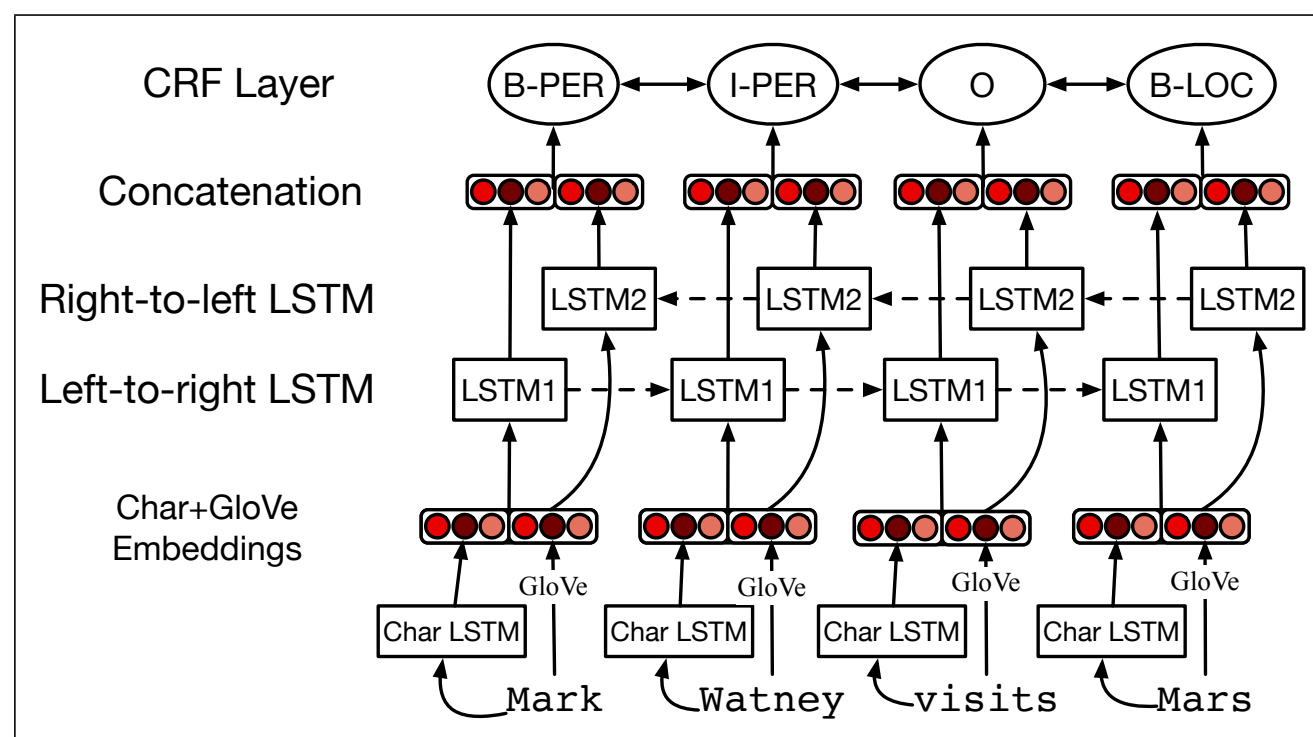 CRF Layer B-PER I-PER O B-LOC
Concatenation
Right-to-left LSTM LSTM2 LSTM2 LSTM2 LSTM2
Left-to-right LSTM LSTM1 LSTM1 LSTM1 LSTM1
Char+GloVe
Embeddings
GloVe GloVe GloVe GloVe
Char LSTM Char LSTM Char LSTM Char LSTM
Mark Watney visits Mars